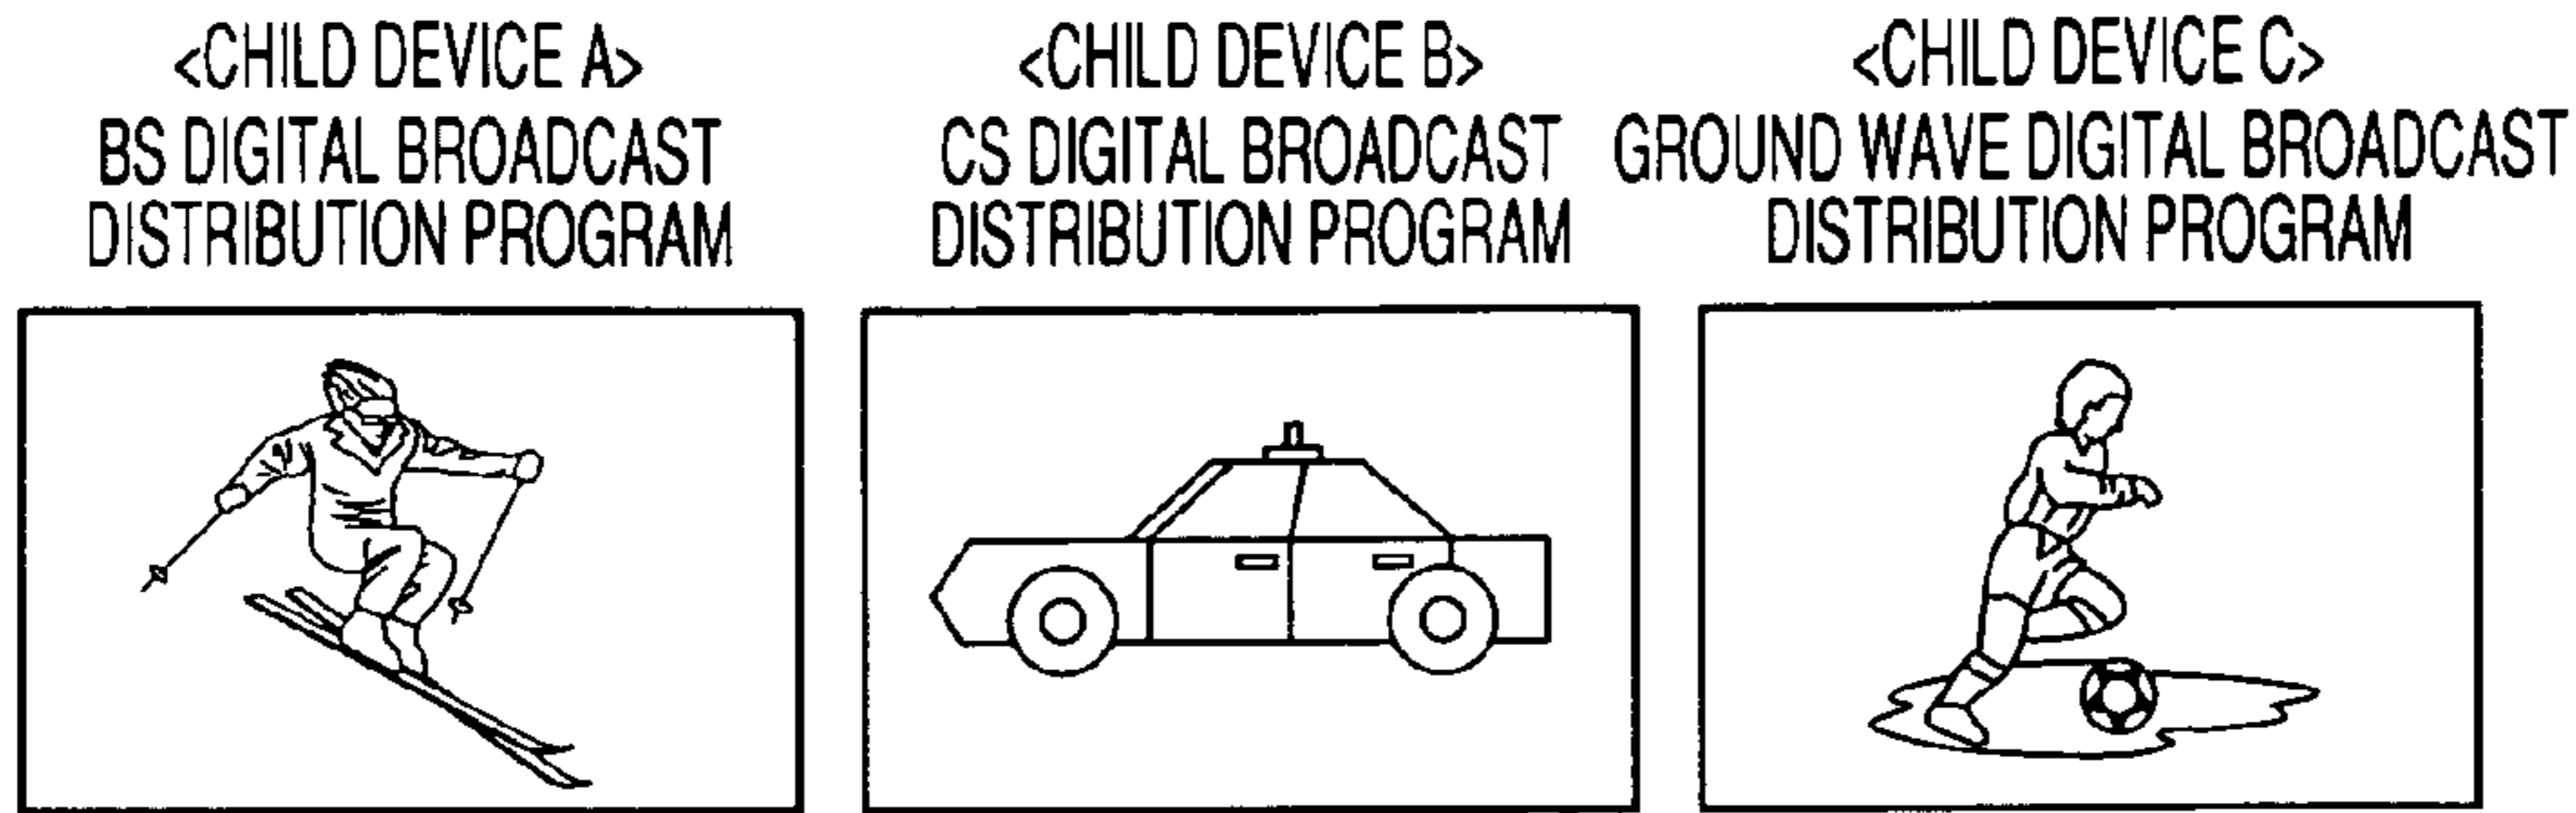 <CHILD DEVICE A>
BS DIGITAL BROADCAST
DISTRIBUTION PROGRAM
<CHILD DEVICE B>
CS DIGITAL BROADCAST
DISTRIBUTION PROGRAM
<CHILD DEVICE C>
GROUND WAVE DIGITAL BROADCAST
DISTRIBUTION PROGRAM